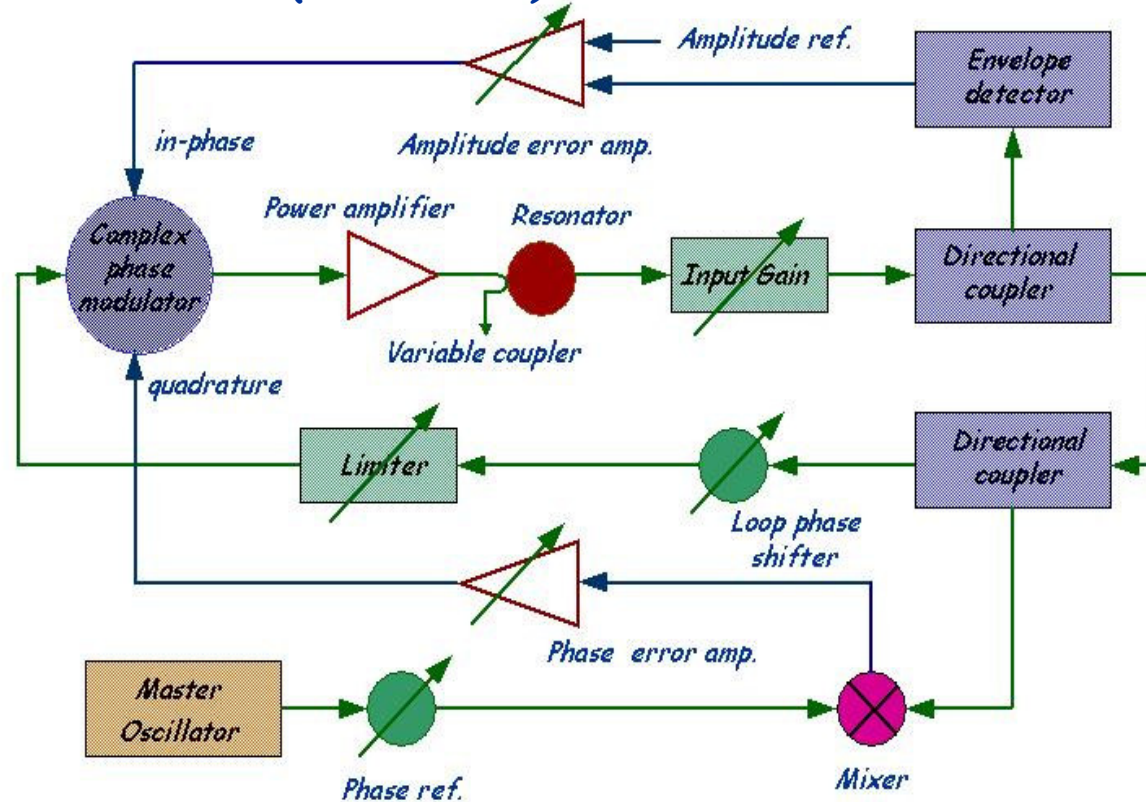 Amplitude ref.
Envelope
detector
in-phase
Amplitude error amp.
Power amplifier
Resonator
Complex
phase
modulator
Input Gain
Directional
coupler
Variable coupler
quadrature
Limiter
Directional
coupler
Loop phase
shifter
Phase error amp.
Master
Oscillator
Phase ref.
Mixer